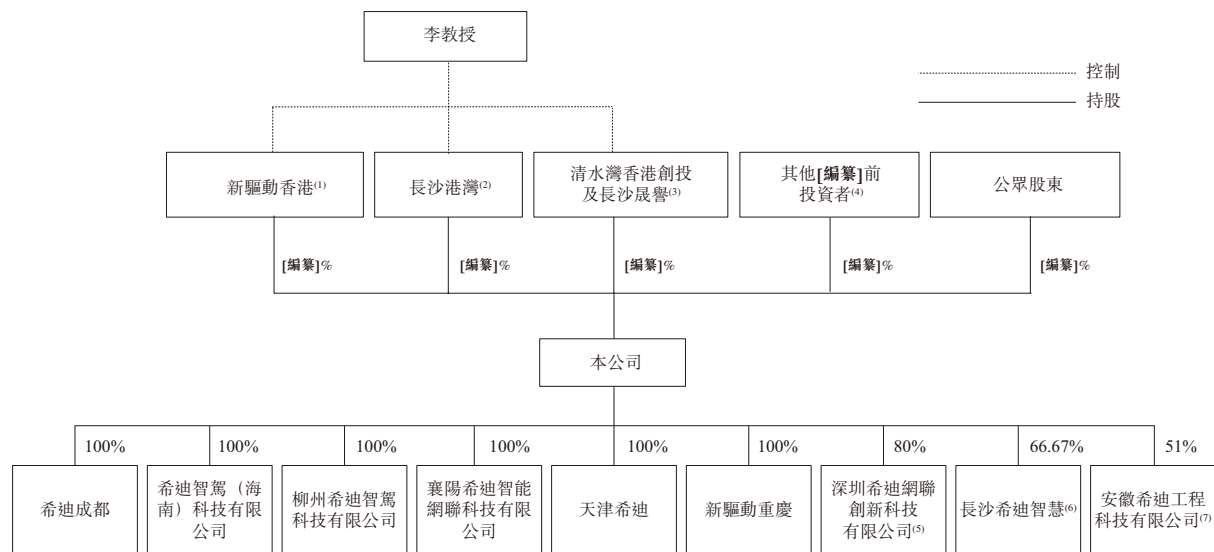 李教授
控制
持股
新驅動香港(1)
長沙港灣(2)
清水灣香港創投
及長沙晟譽(3)
其他[編纂]前
投資者(4)
公眾股東
[編纂]%
[編纂]%
[編纂]%
[編纂]%
[編纂]%
本公司
100%
100%
100%
100%
100%
100%
80%
66.67%
51%
希迪成都
希迪智駕（海
南）科技有限
公司
柳州希迪智駕
科技有限公司
襄陽希迪智能
網聯科技有限
公司
天津希迪
新驅動重慶
深圳希迪網聯
創新科技
有限公司(5)
長沙希迪智慧(6)
安徽希迪工程
科技有限公司(7)